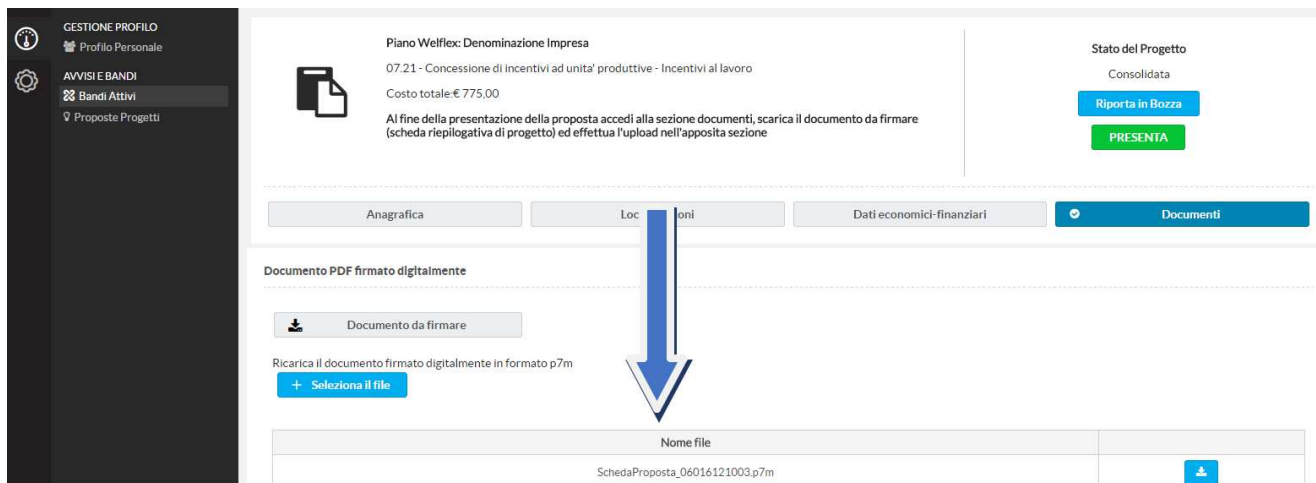 GESTIONE PROFILO
Profilo Personale
AVVISI E BANDI
Bandi Attivi
Proposte Progetti
Piano Welflex: Denominazione Impresa
07.21 - Concessione di incentivi ad unita' produttive - Incentivi al lavoro
Costo totale:€ 775,00
Al fine della presentazione della proposta accedi alla sezione documenti, scarica il documento da firmare
(scheda riepilogativa di progetto) ed effettua l'upload nell'apposita sezione
Stato del Progetto
Consolidata
Riporta in Bozza
PRESENTA
Anagrafica
Dati economici-finanziari
Documenti
Documento PDF firmato digitalmente
Documento da firmare
Ricarica il documento firmato digitalmente in formato p7m
+ Seleziona il file
Nome file
SchedaProposta_06016121003.p7m